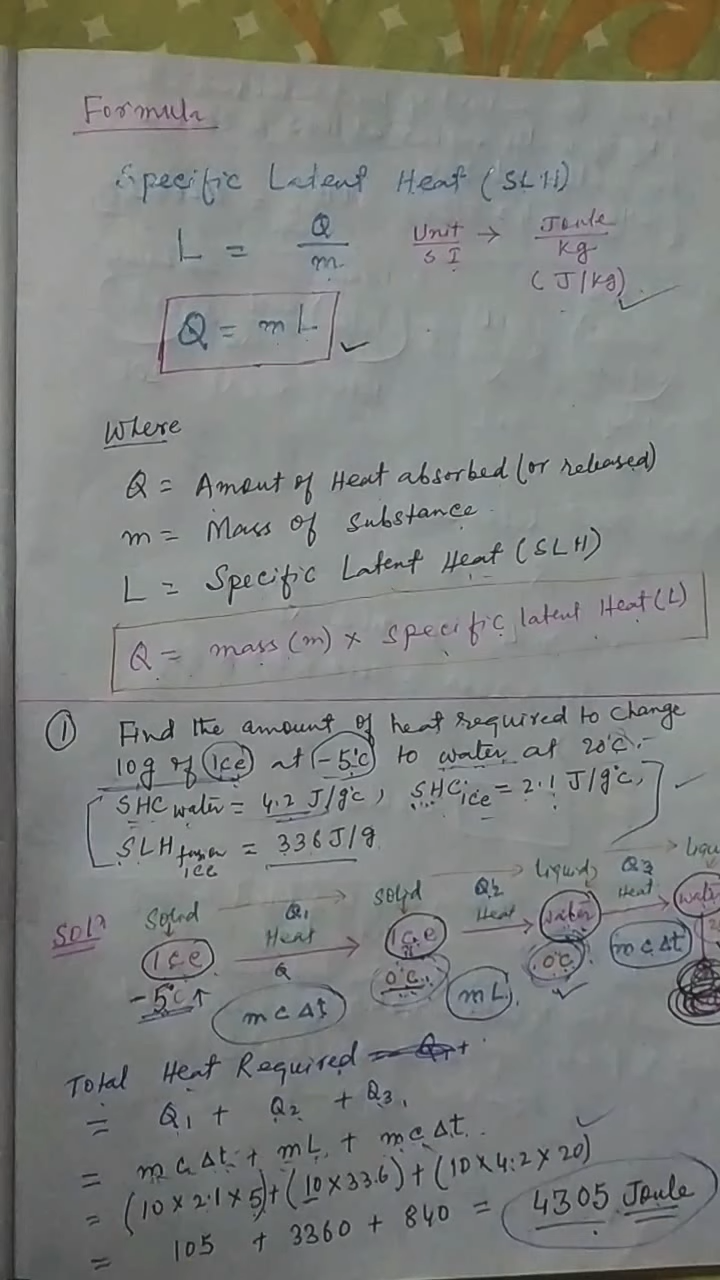 Formula
Specific Latent Heat (SLH)
L = Q/m Unit/SI → Joule/kg
(J/kg)
Q = mL
Where
Q = Amout of Heat absorbed (or released)
m = Mass of Substance.
L = Specific Latent Heat (SLH)
Q = mass (m) x specific latent Heat (L)
① Find the amount of heat required to change
10g of ice at -5°C to water at 20°C.-
SHC water = 4.2 J/g°C, SHC ice = 2.1 J/g°C,
SLH fusion ice = 336 J/g
Solid Q1 solid Q2 liquid, Q3
Solⁿ Ice Heat Ice Heat water Heat
-5°C↑ Q 0°C 0°C
mcΔt mL mcΔt
Total Heat Required
= Q1 + Q2 + Q3,
= mcΔt + mL + mcΔt.
= (10×2.1×5)+(10×33.6)+(10×4.2×20)
= 105 + 3360 + 840 = 4305 Joule